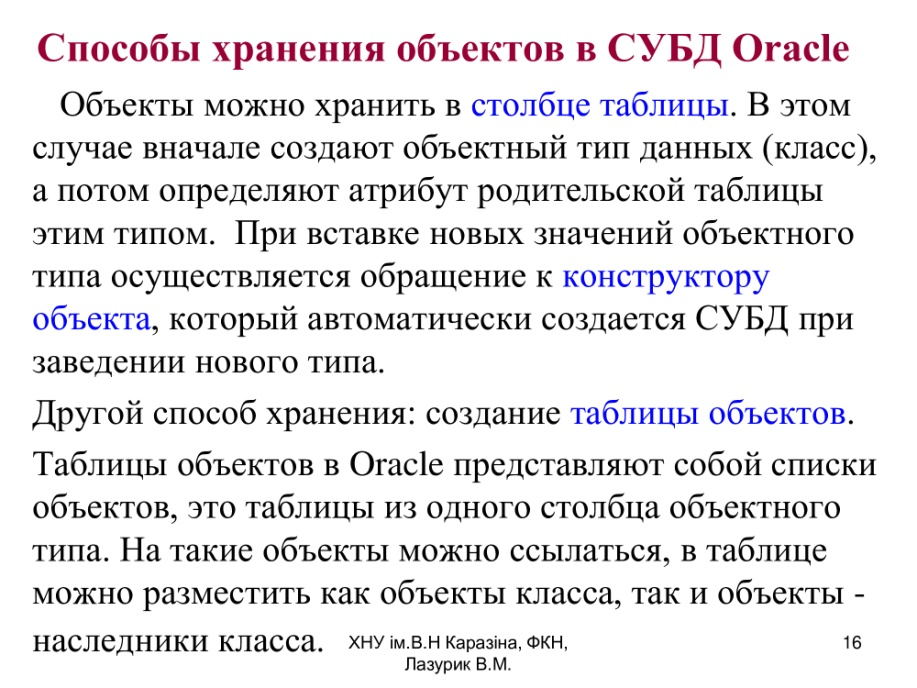 Способы хранения объектов в СУБД Oracle
Объекты можно хранить в столбце таблицы. В этом
случае вначале создают объектный тип данных (класс),
а потом определяют атрибут родительской таблицы
этим типом.  При вставке новых значений объектного
типа осуществляется обращение к конструктору
объекта, который автоматически создается СУБД при
заведении нового типа.
Другой способ хранения: создание таблицы объектов.
Таблицы объектов в Oracle представляют собой списки
объектов, это таблицы из одного столбца объектного
типа. На такие объекты можно ссылаться, в таблице
можно разместить как объекты класса, так и объекты -
наследники класса.
ХНУ ім.В.Н Каразіна, ФКН,
Лазурик В.М.
16